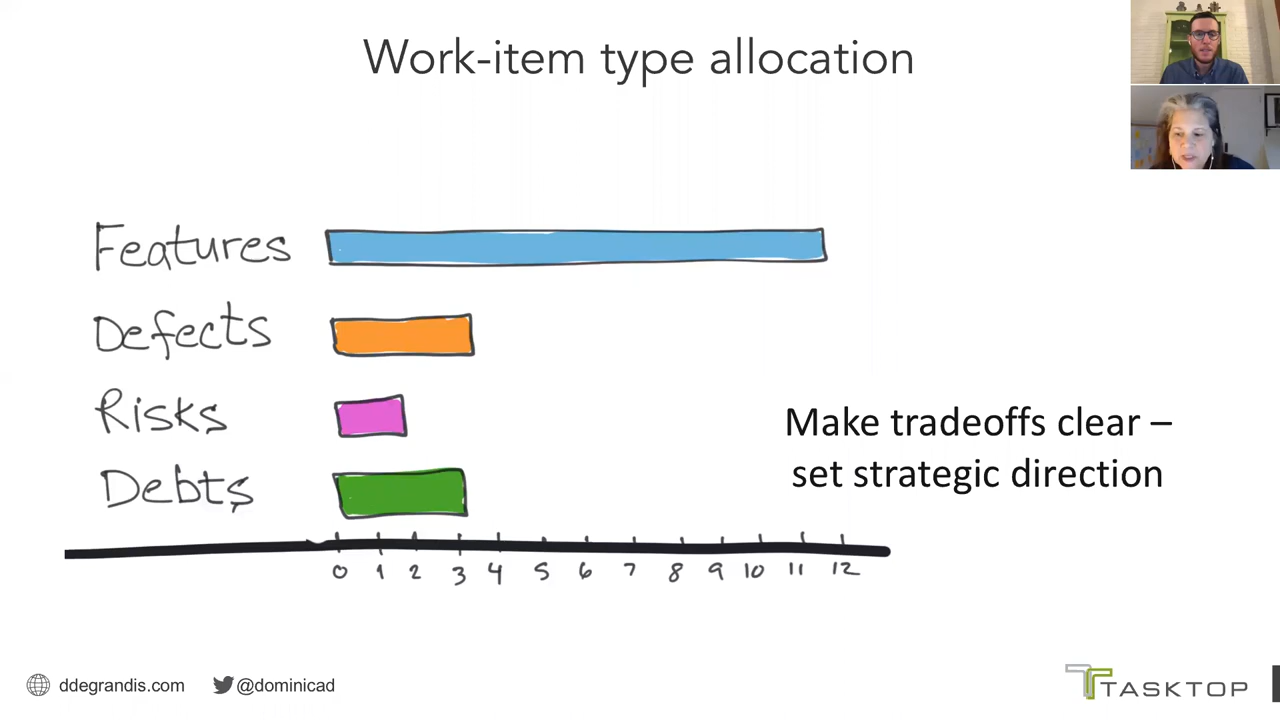 Work-item type allocation
Features
Defects
Risks
Debts
Make tradeoffs clear –
set strategic direction
0 1 2 3 4 5 6 7 8 9 10 11 12
ddegrandis.com @dominicad TASKTOP